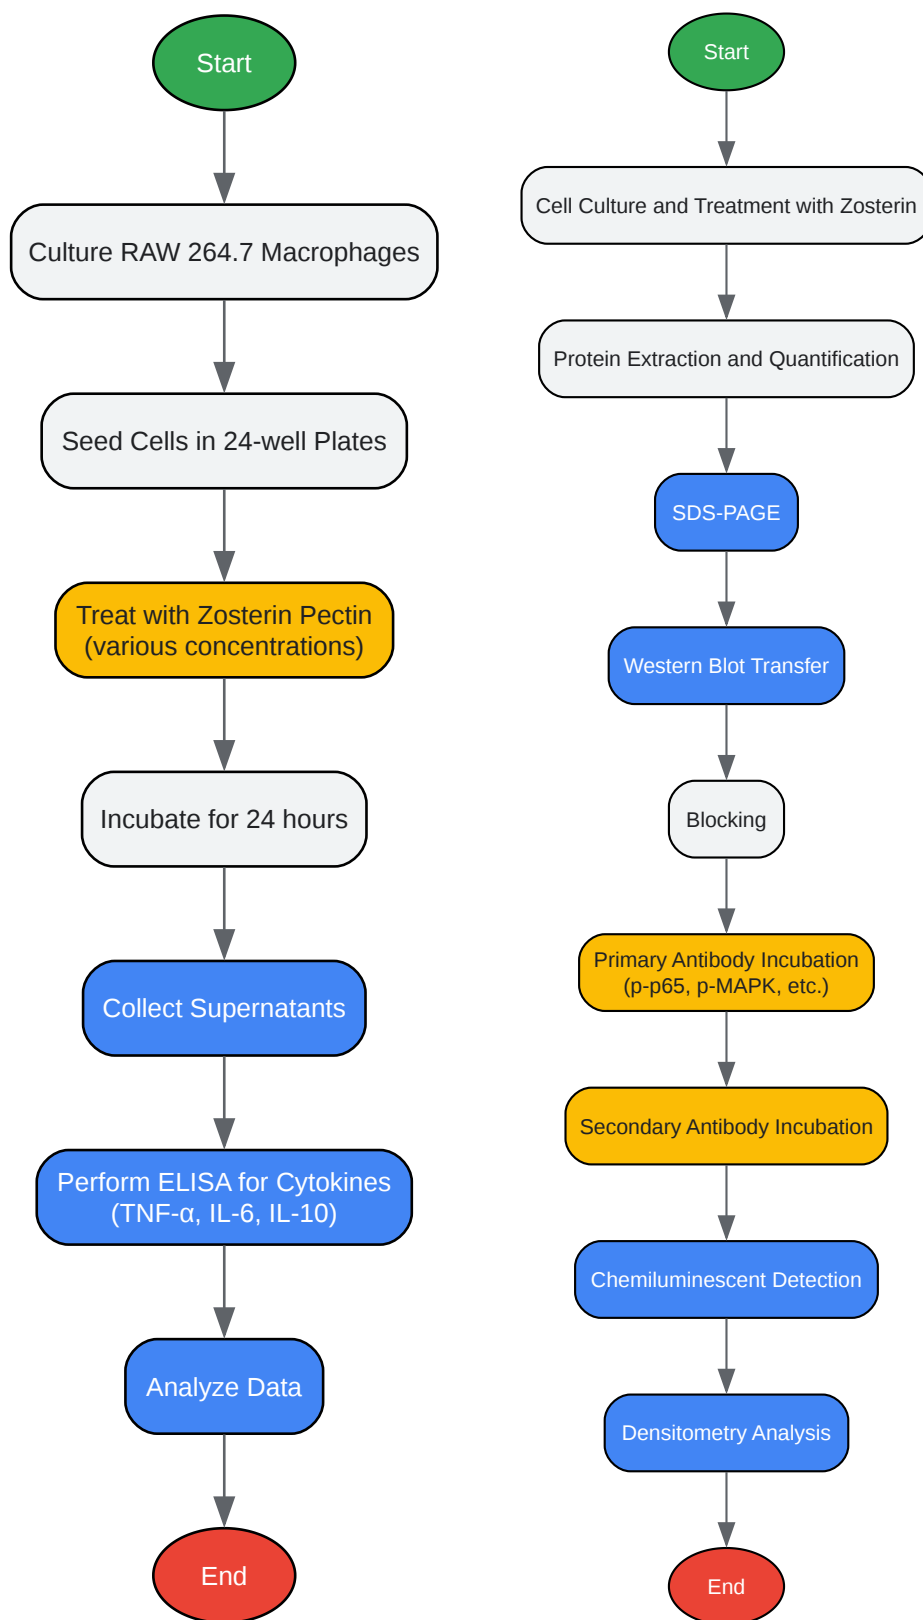 Start
Culture RAW 264.7 Macrophages
Seed Cells in 24-well Plates
Treat with Zosterin Pectin
(various concentrations)
Incubate for 24 hours
Collect Supernatants
Perform ELISA for Cytokines
(TNF-α, IL-6, IL-10)
Analyze Data
End
Start
Cell Culture and Treatment with Zosterin
Protein Extraction and Quantification
SDS-PAGE
Western Blot Transfer
Blocking
Primary Antibody Incubation
(p-p65, p-MAPK, etc.)
Secondary Antibody Incubation
Chemiluminescent Detection
Densitometry Analysis
End